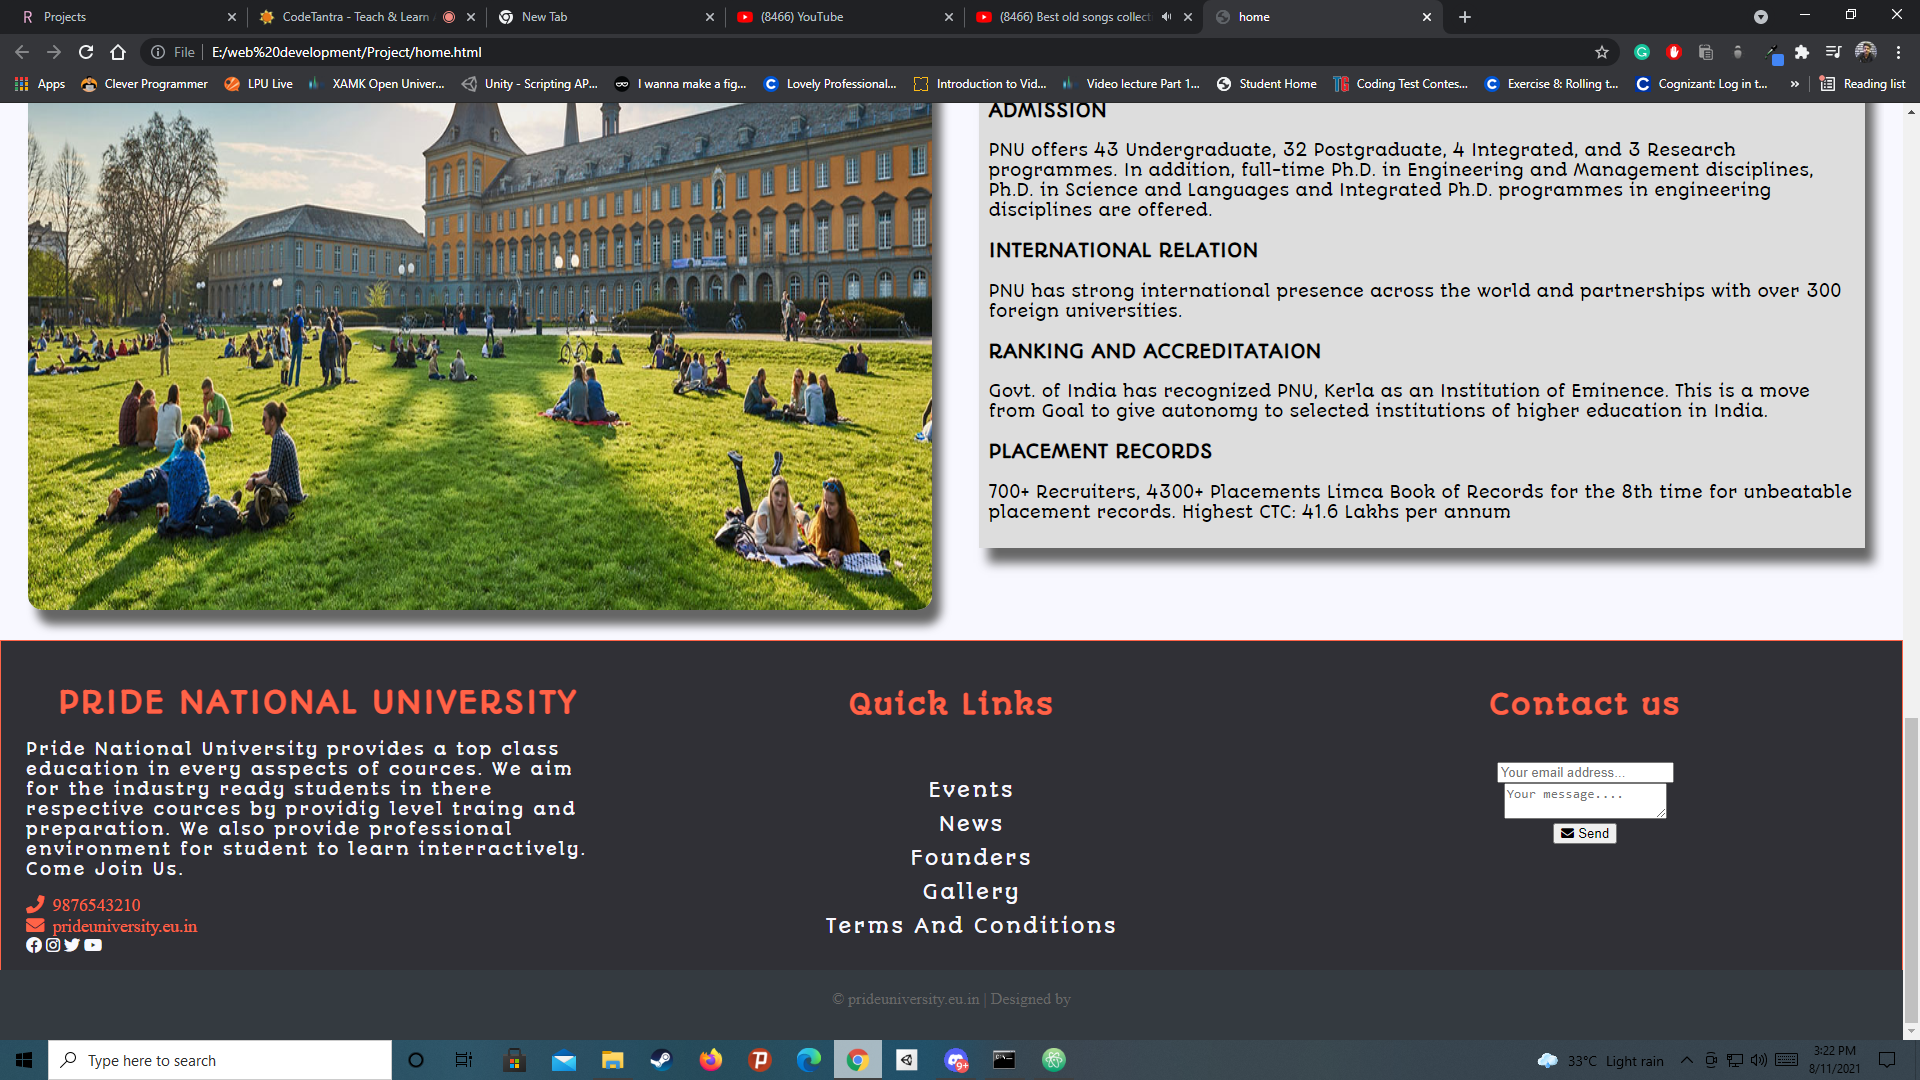 Projects
CodeTantra - Teach & Learn
New Tab
(8466) YouTube
(8466) Best old songs collecti
home
File
E:/web%20development/Project/home.html
Apps
Clever Programmer
LPU Live
XAMK Open Univer...
Unity - Scripting AP...
I wanna make a fig...
Lovely Professional...
Introduction to Vid...
Video lecture Part 1...
Student Home
Coding Test Contes...
Exercise 8: Rolling t...
Cognizant: Log in t...
»
Reading list
ADMISSION
PNU offers 43 Undergraduate, 32 Postgraduate, 4 Integrated, and 3 Research
programmes. In addition, full-time Ph.D. in Engineering and Management disciplines,
Ph.D. in Science and Languages and Integrated Ph.D. programmes in engineering
disciplines are offered.
INTERNATIONAL RELATION
PNU has strong international presence across the world and partnerships with over 300
foreign universities.
RANKING AND ACCREDITATAION
Govt. of India has recognized PNU, Kerla as an Institution of Eminence. This is a move
from Goal to give autonomy to selected institutions of higher education in India.
PLACEMENT RECORDS
700+ Recruiters, 4300+ Placements Limca Book of Records for the 8th time for unbeatable
placement records. Highest CTC: 41.6 Lakhs per annum
PRIDE NATIONAL UNIVERSITY
Pride National University provides a top class
education in every asspects of cources. We aim
for the industry ready students in there
respective cources by providig level traing and
preparation. We also provide professional
environment for student to learn interractively.
Come Join Us.
9876543210
prideuniversity.eu.in
Quick Links
Events
News
Founders
Gallery
Terms And Conditions
Contact us
Your email address...
Your message....
Send
© prideuniversity.eu.in | Designed by
Type here to search
9+
33°C Light rain
3:22 PM
8/11/2021